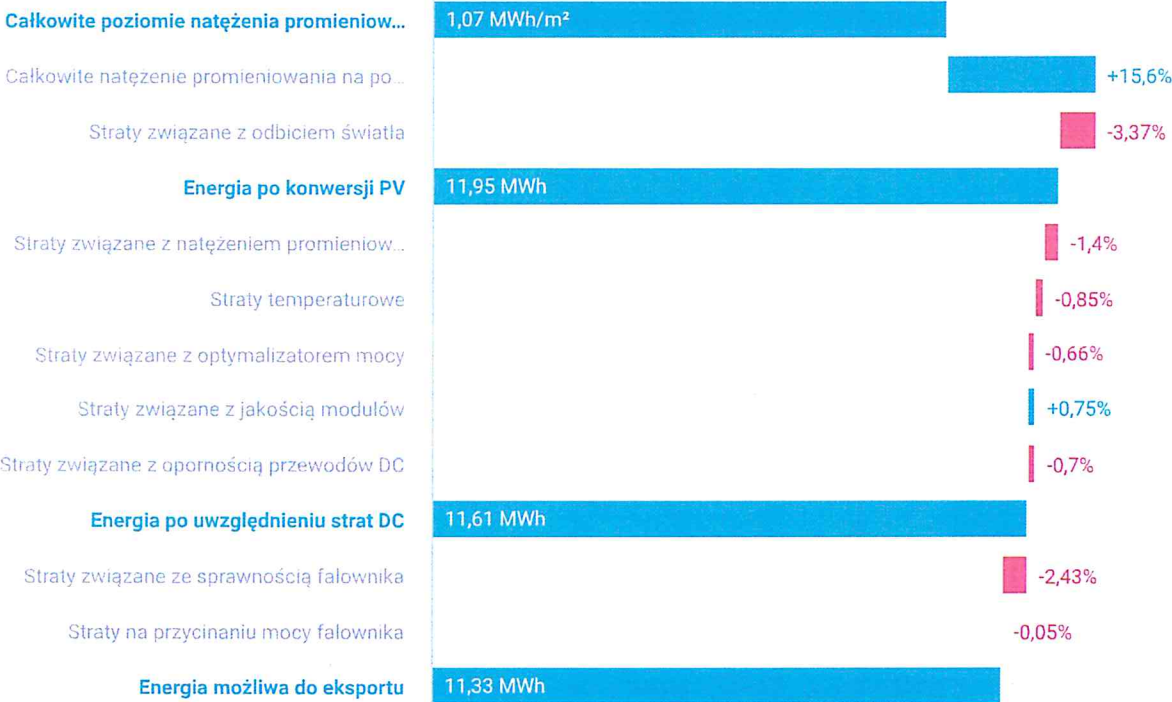 Całkowite poziomie natężenia promieniow... 1,07 MWh/m²
Całkowite natężenie promieniowania na po... +15,6%
Straty związane z odbiciem światła -3,37%
Energia po konwersji PV 11,95 MWh
Straty związane z natężeniem promieniow... -1,4%
Straty temperaturowe -0,85%
Straty związane z optymalizatorem mocy -0,66%
Straty związane z jakością modułów +0,75%
Straty związane z opornością przewodów DC -0,7%
Energia po uwzględnieniu strat DC 11,61 MWh
Straty związane ze sprawnością falownika -2,43%
Straty na przycinaniu mocy falownika -0,05%
Energia możliwa do eksportu 11,33 MWh